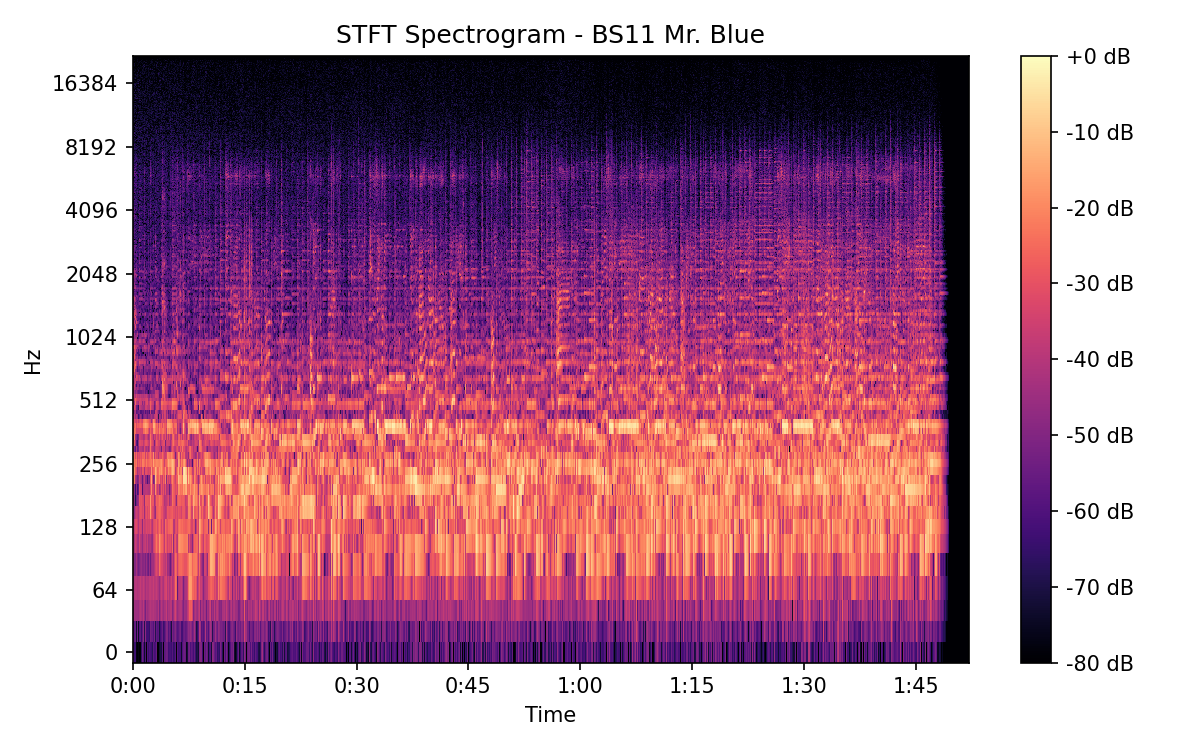 STFT Spectrogram - BS11 Mr. Blue
16384
8192
4096
2048
1024
512
256
128
64
0
Hz
0:00 0:15 0:30 0:45 1:00 1:15 1:30 1:45
Time
+0 dB
-10 dB
-20 dB
-30 dB
-40 dB
-50 dB
-60 dB
-70 dB
-80 dB